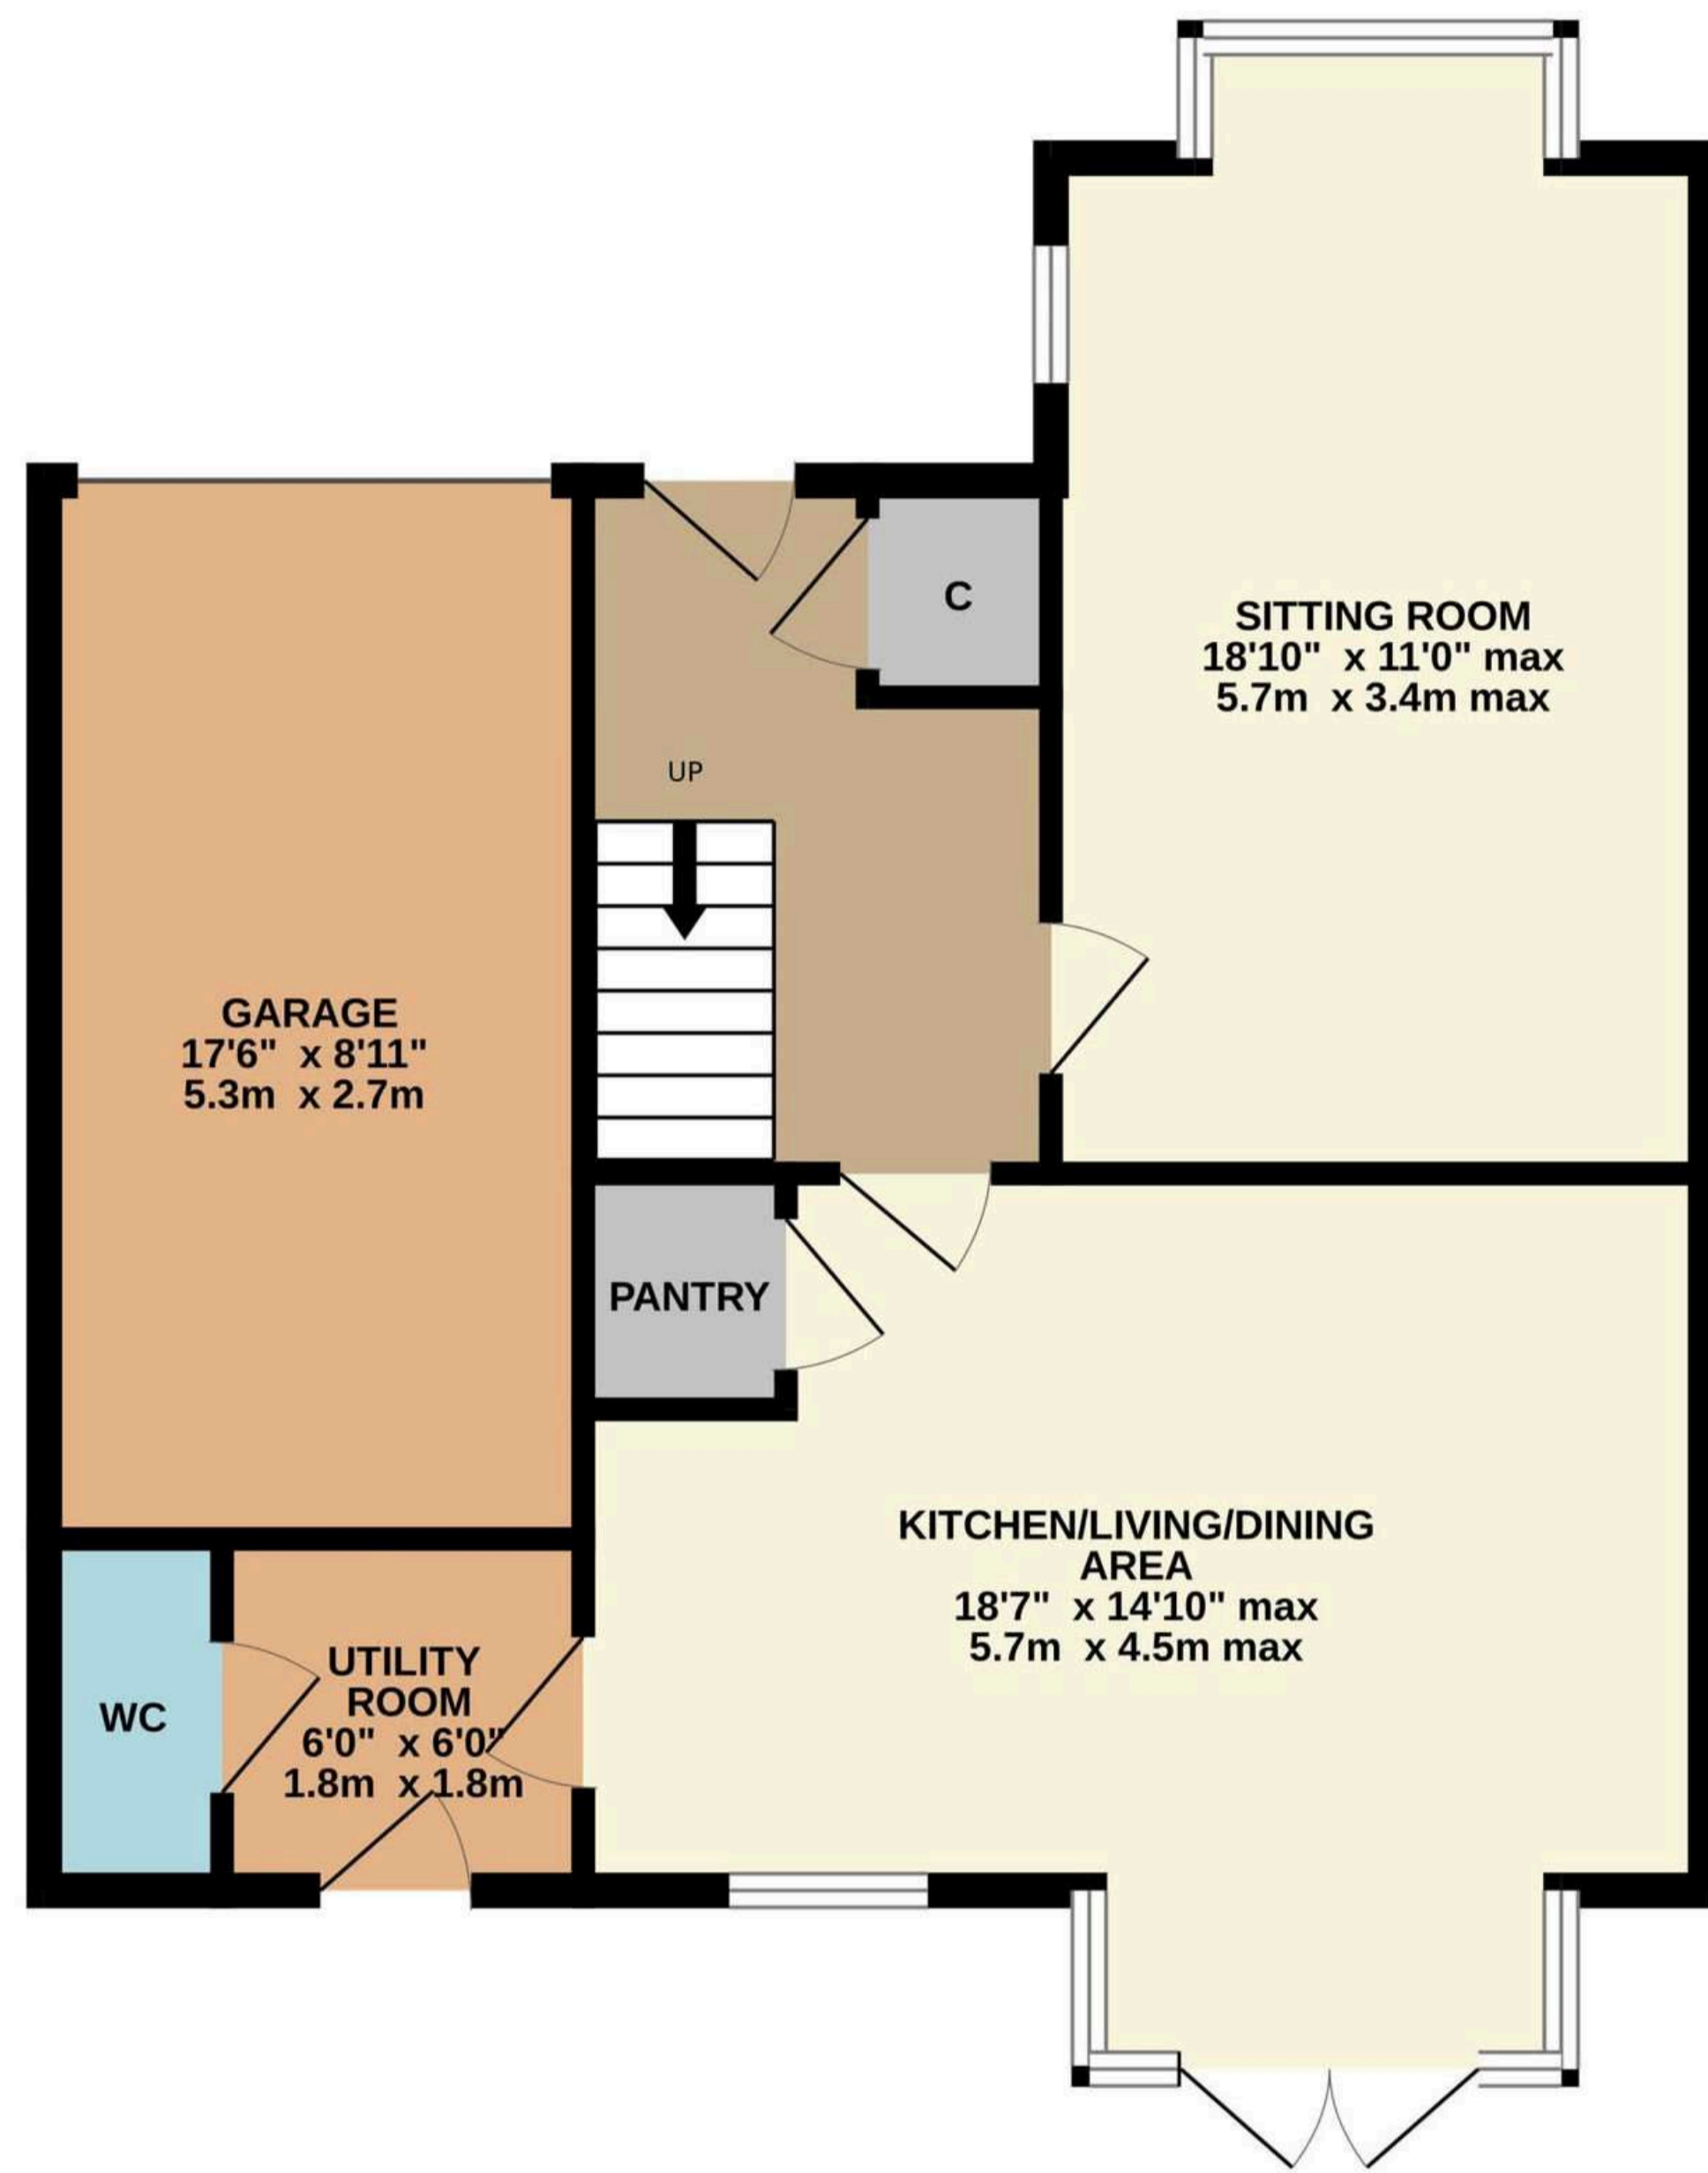 SITTING ROOM
18'10" x 11'0" max
5.7m x 3.4m max
C
UP
GARAGE
17'6" x 8'11"
5.3m x 2.7m
PANTRY
KITCHEN/LIVING/DINING
AREA
18'7" x 14'10" max
5.7m x 4.5m max
UTILITY
ROOM
6'0" x 6'0"
1.8m x 1.8m
WC